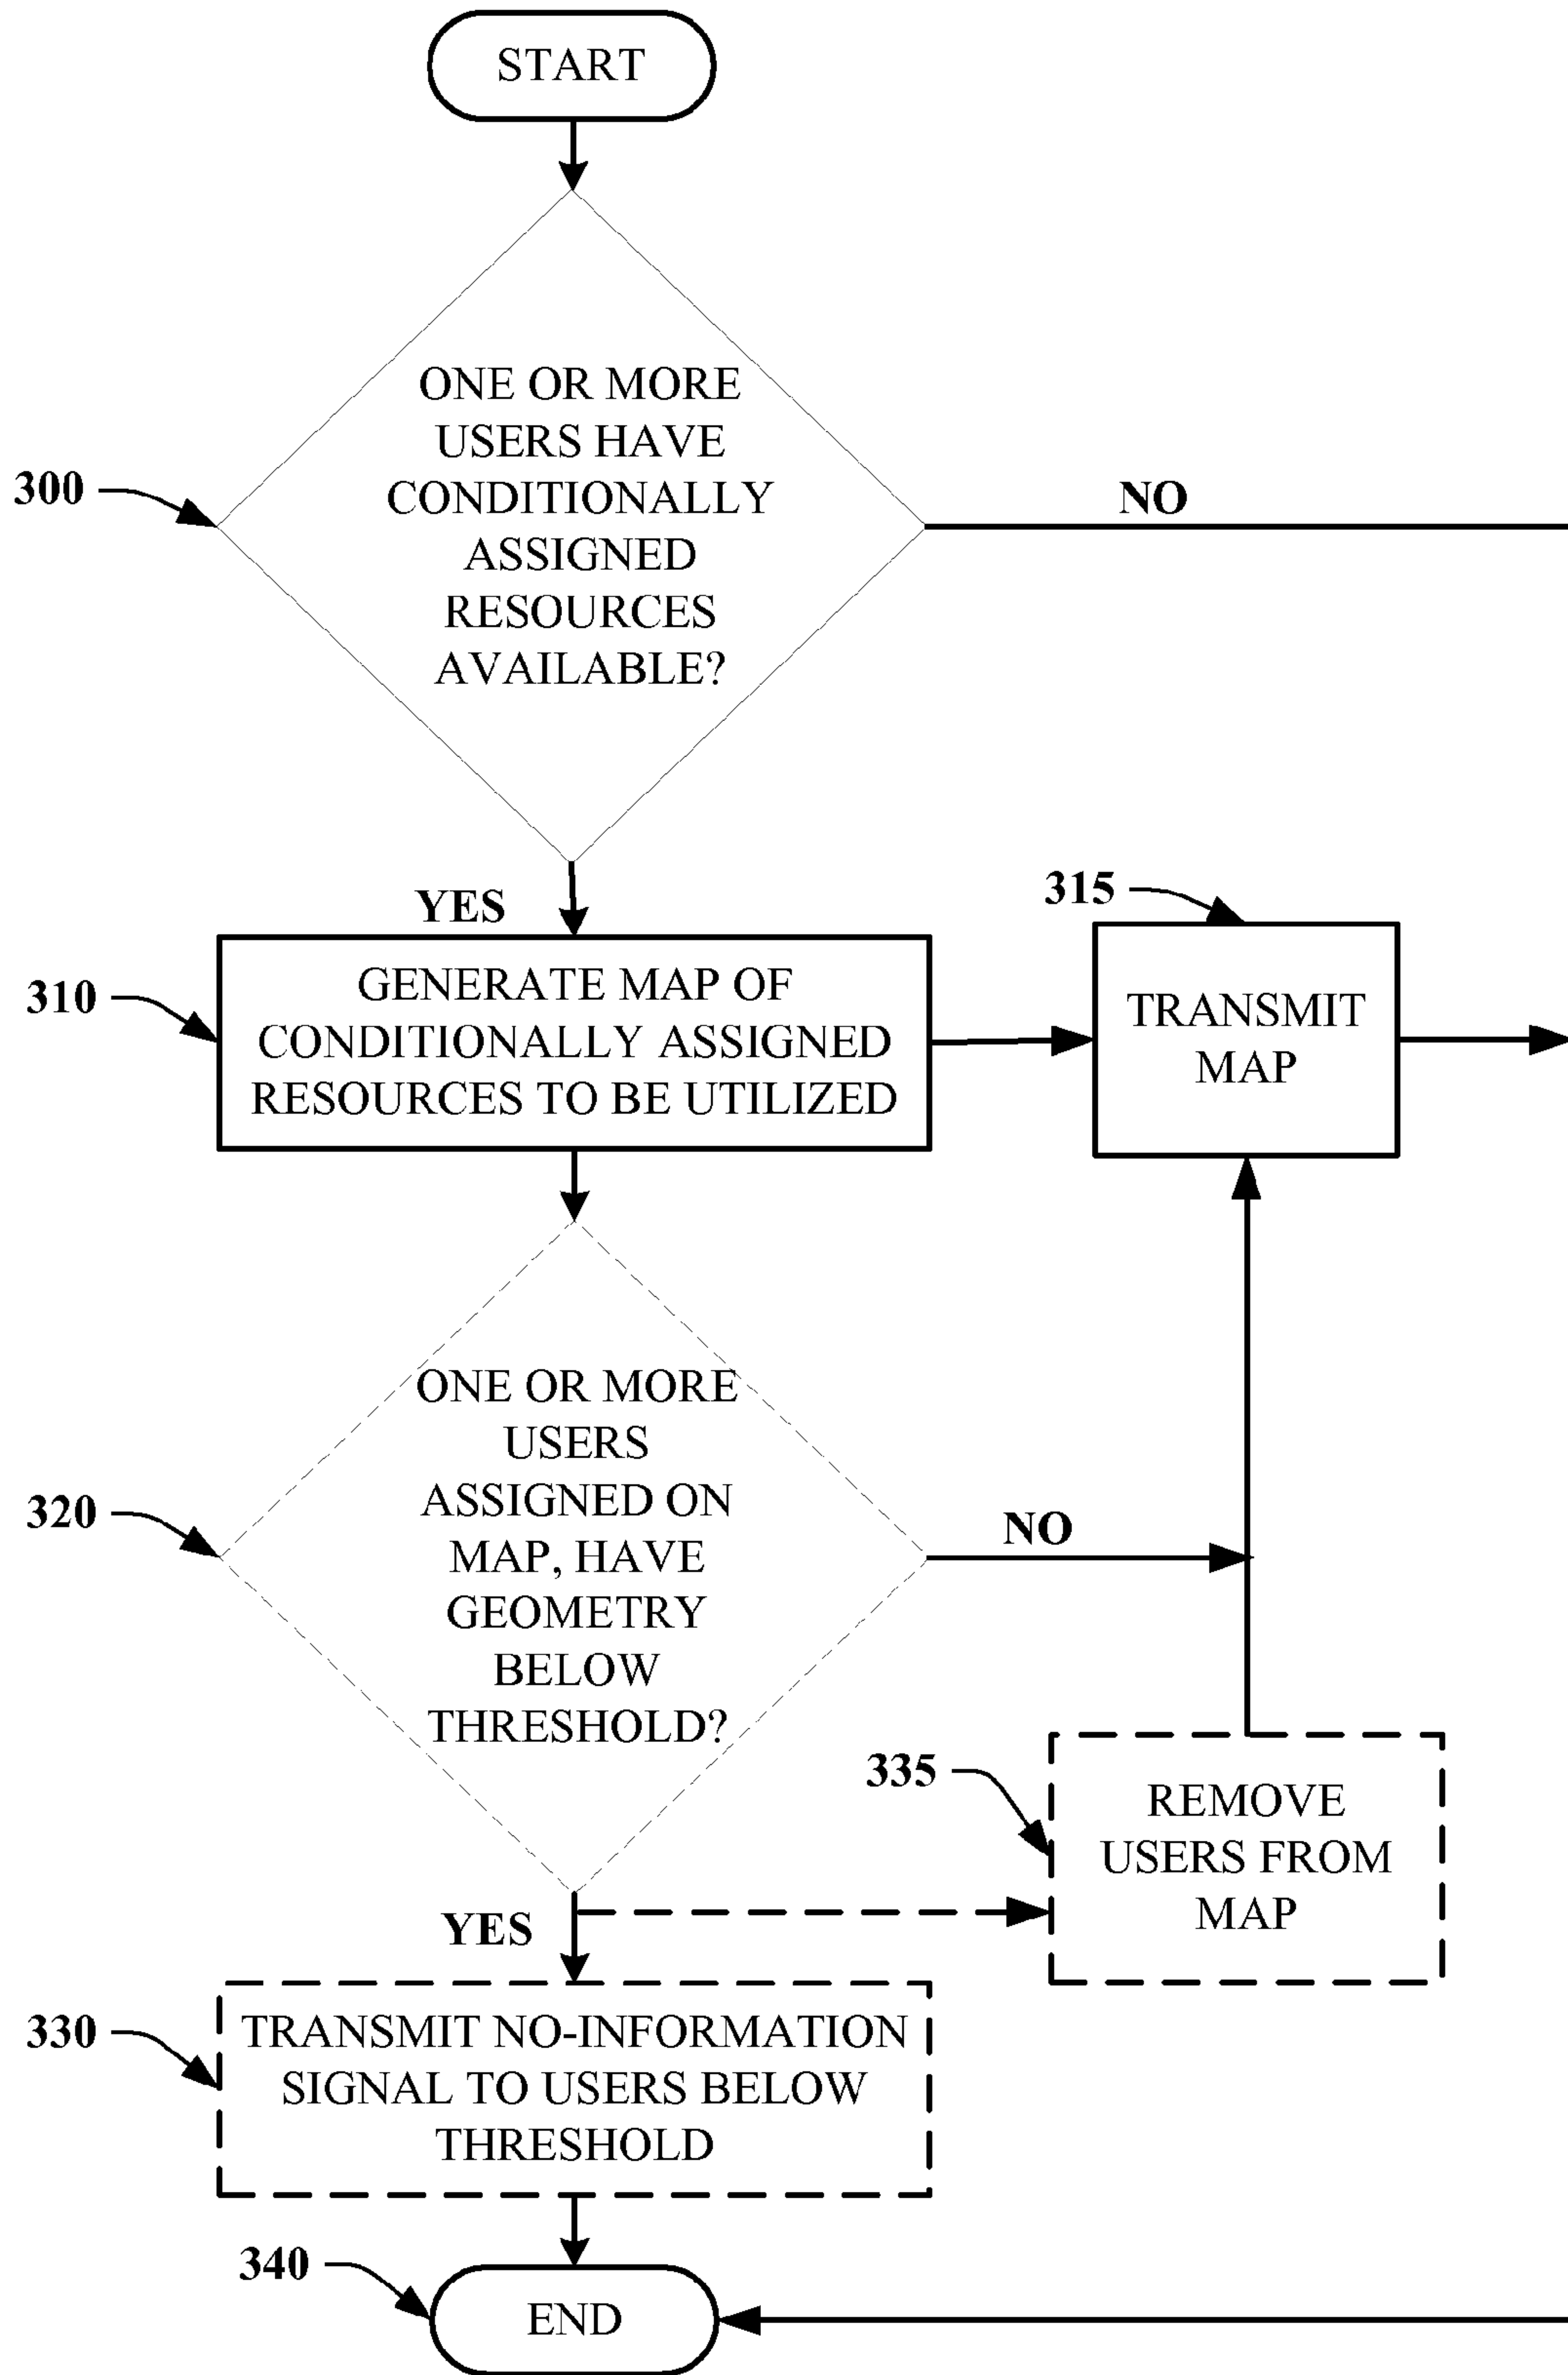 START
ONE OR MORE
USERS HAVE
CONDITIONALLY
ASSIGNED
RESOURCES
AVAILABLE?
300
NO
YES
310
GENERATE MAP OF
CONDITIONALLY ASSIGNED
RESOURCES TO BE UTILIZED
315
TRANSMIT
MAP
320
ONE OR MORE
USERS
ASSIGNED ON
MAP, HAVE
GEOMETRY
BELOW
THRESHOLD?
NO
335
REMOVE
USERS FROM
MAP
YES
330
TRANSMIT NO-INFORMATION
SIGNAL TO USERS BELOW
THRESHOLD
340
END